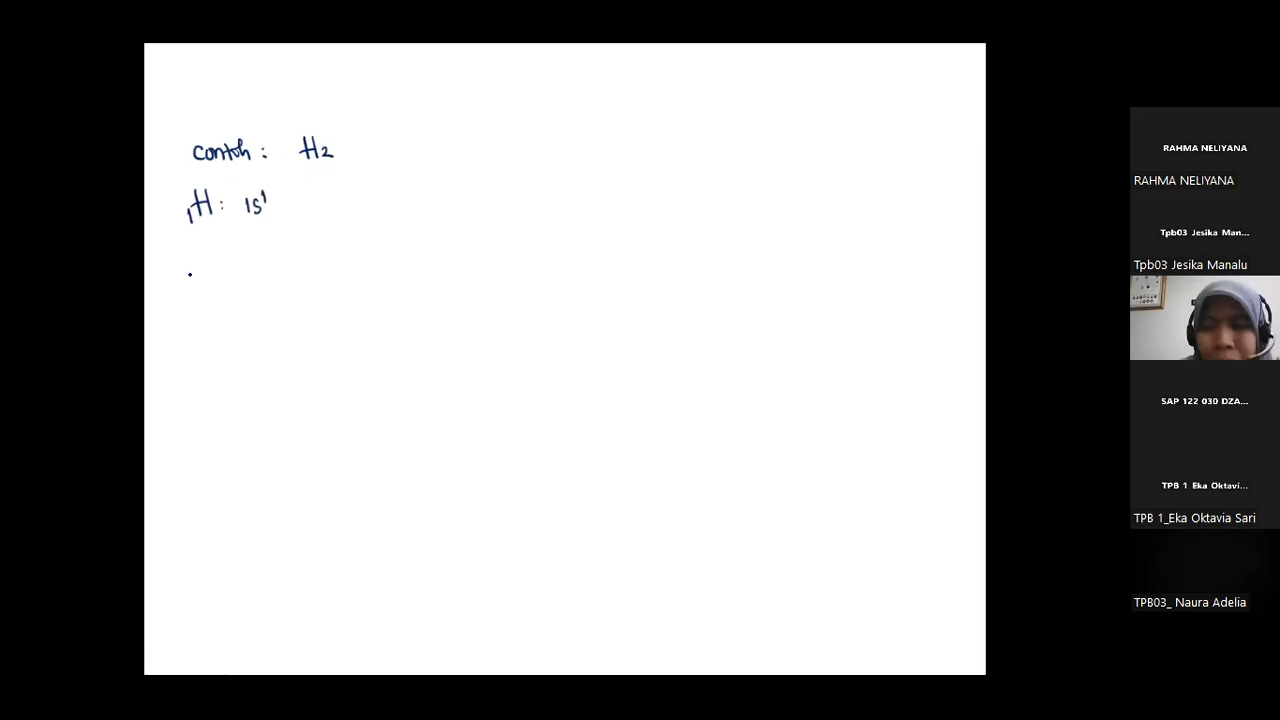 contoh : H2
1H : 1s1
RAHMA NELIYANA
RAHMA NELIYANA
Tpb03 Jesika Man...
Tpb03 Jesika Manalu
SAP 122 030 DZA...
TPB 1 Eka Oktavi...
TPB 1_Eka Oktavia Sari
TPB03_ Naura Adelia